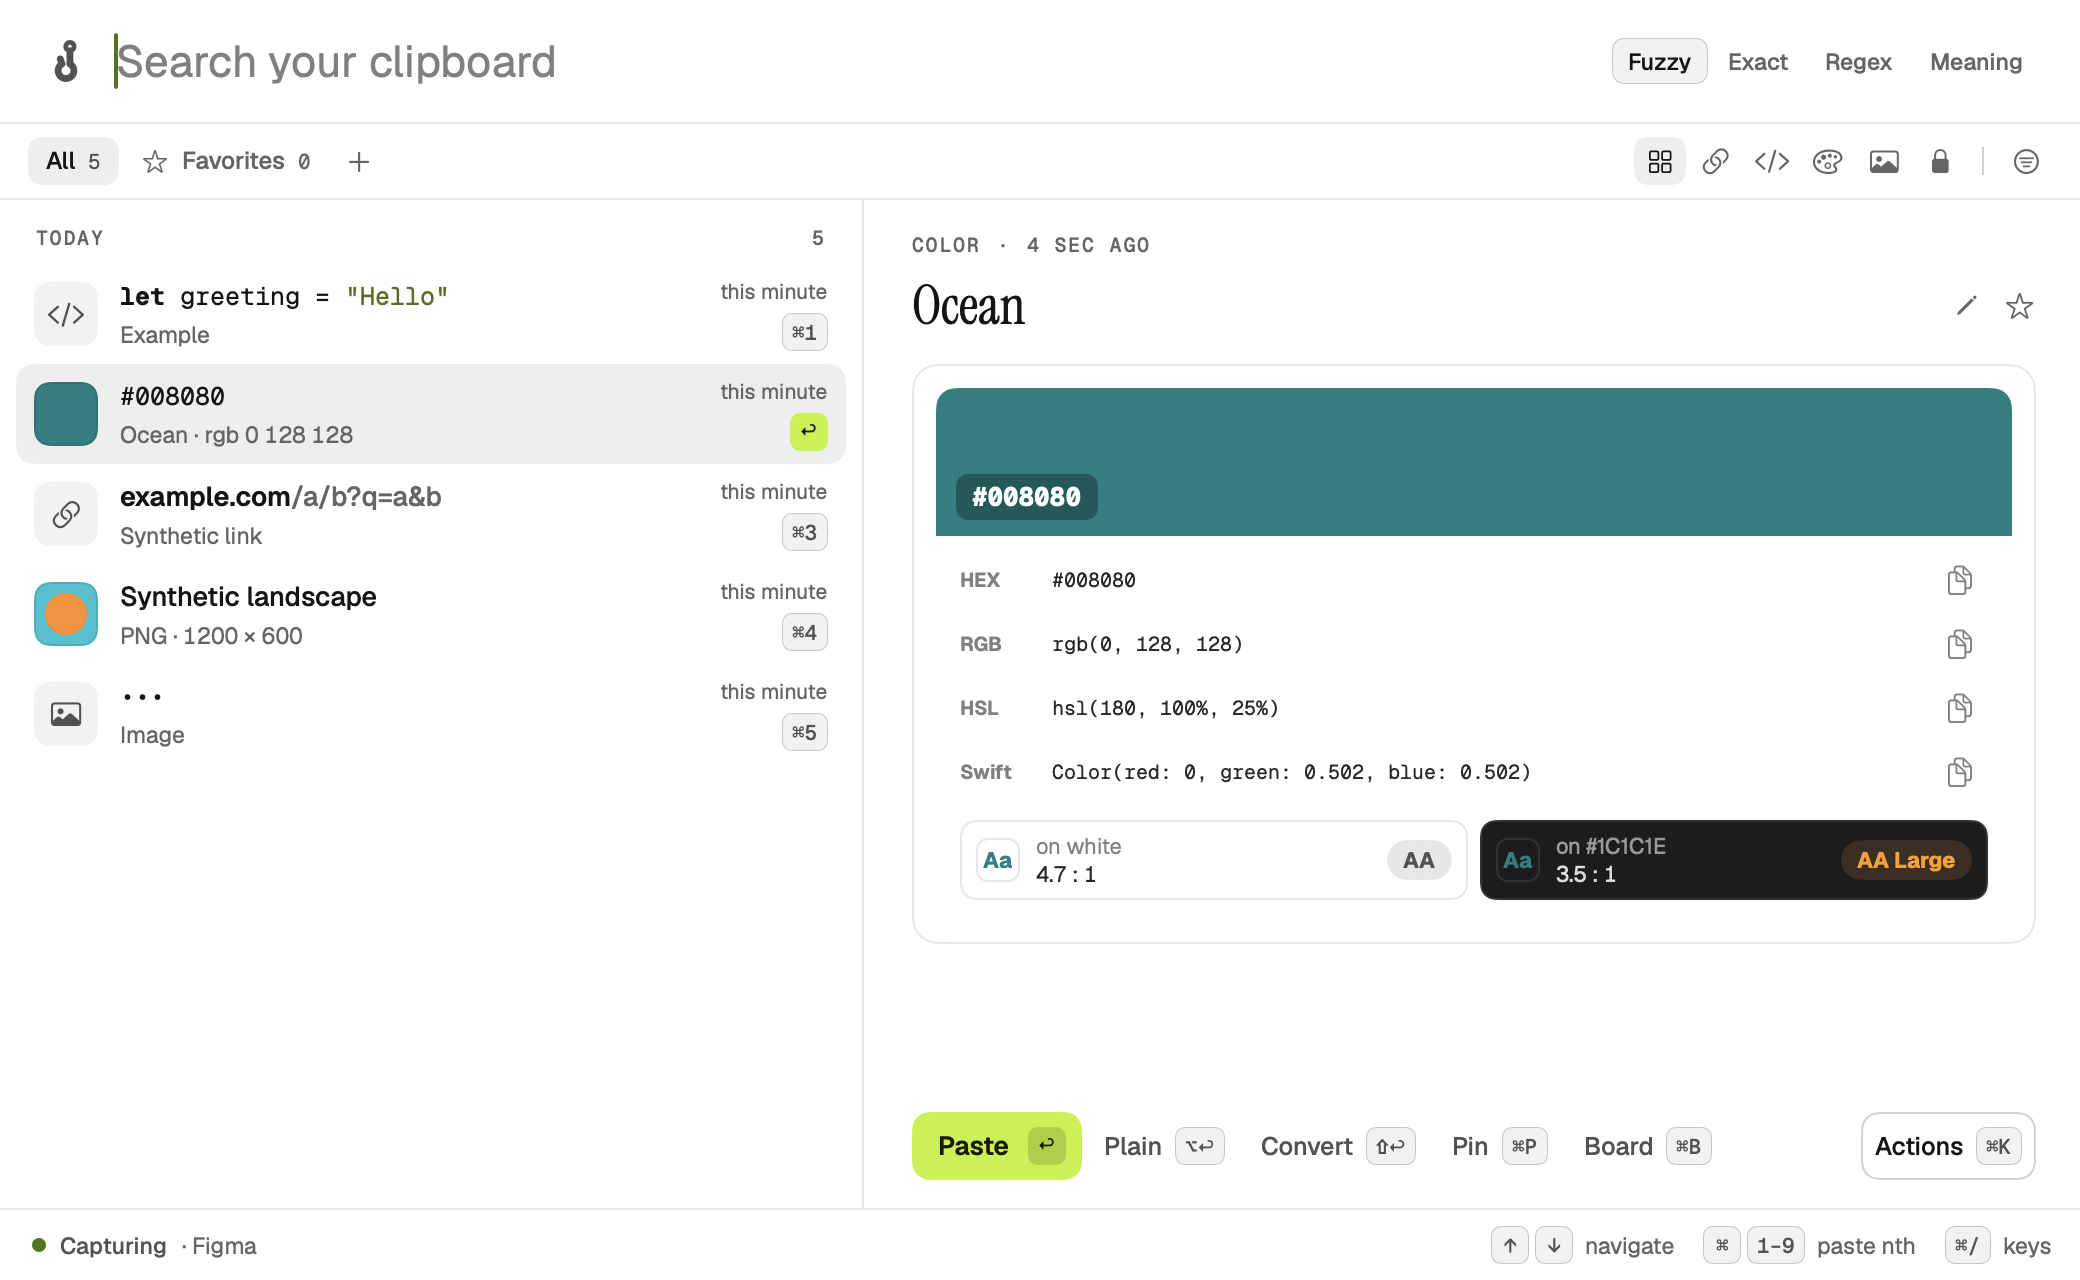 Search your clipboard
Fuzzy Exact Regex Meaning
All 5 Favorites 0
TODAY 5
let greeting = "Hello" this minute
Example ⌘1
#008080 this minute
Ocean · rgb 0 128 128 ↩
example.com/a/b?q=a&b this minute
Synthetic link ⌘3
Synthetic landscape this minute
PNG · 1200 × 600 ⌘4
... this minute
Image ⌘5
COLOR · 4 SEC AGO
Ocean
#008080
HEX #008080
RGB rgb(0, 128, 128)
HSL hsl(180, 100%, 25%)
Swift Color(red: 0, green: 0.502, blue: 0.502)
Aa on white 4.7 : 1 AA
Aa on #1C1C1E 3.5 : 1 AA Large
Paste ↩ Plain ⌥↩ Convert ⇧↩ Pin ⌘P Board ⌘B Actions ⌘K
Capturing · Figma ↑ ↓ navigate ⌘ 1-9 paste nth ⌘/ keys